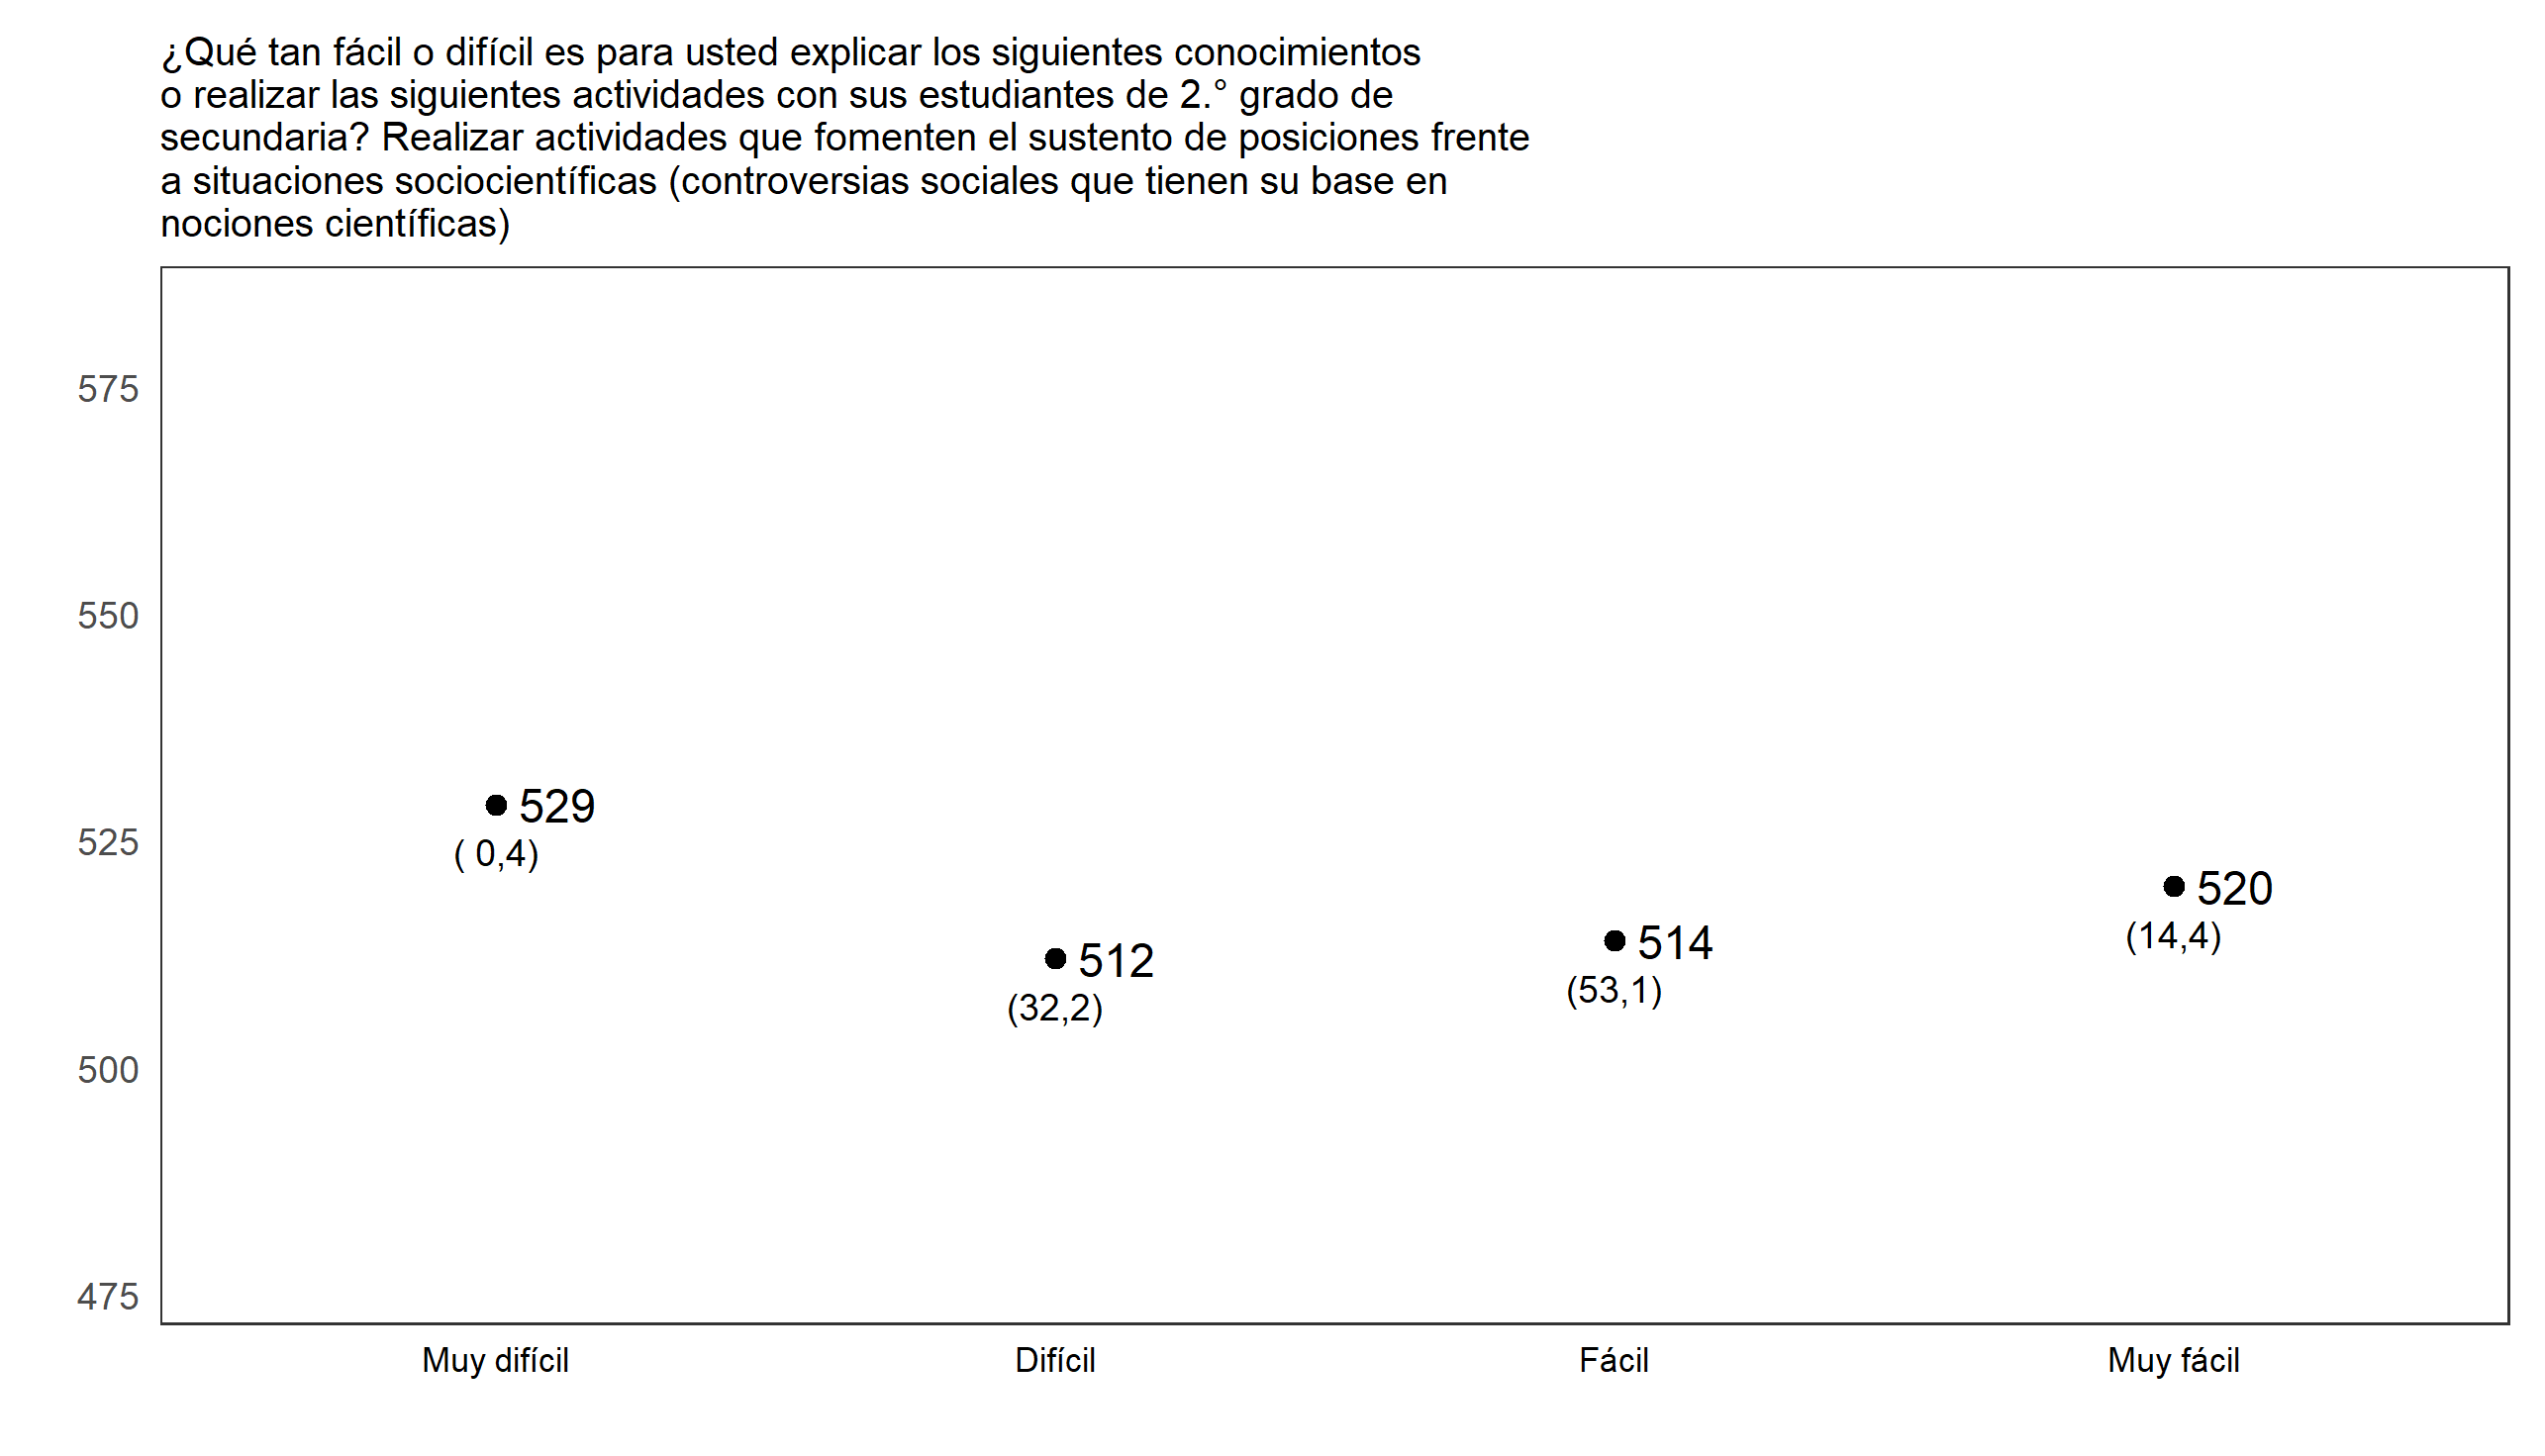 ¿Qué tan fácil o difícil es para usted explicar los siguientes conocimientos
o realizar las siguientes actividades con sus estudiantes de 2.° grado de
secundaria? Realizar actividades que fomenten el sustento de posiciones frente
a situaciones sociocientíficas (controversias sociales que tienen su base en
nociones científicas)
575
550
525
500
475
529
( 0,4)
512
(32,2)
514
(53,1)
520
(14,4)
Muy difícil
Difícil
Fácil
Muy fácil